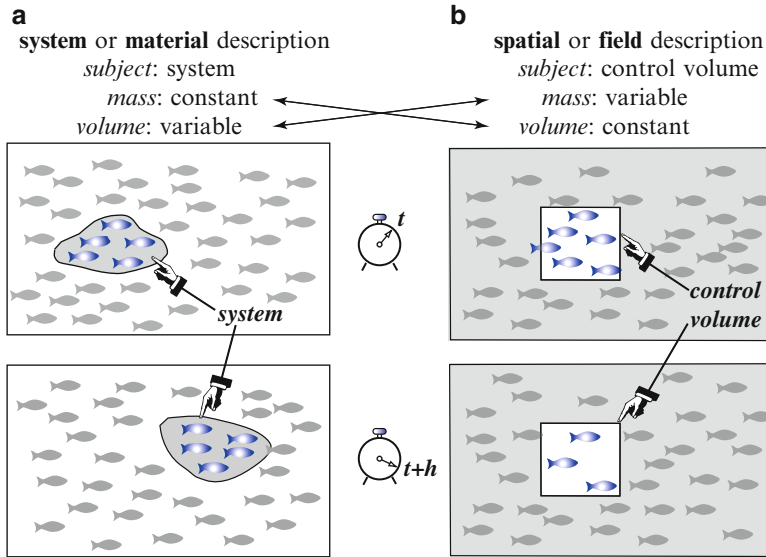 a
system or material description
subject: system
mass: constant
volume: variable
b
spatial or field description
subject: control volume
mass: variable
volume: constant
t
system
control
volume
t+h